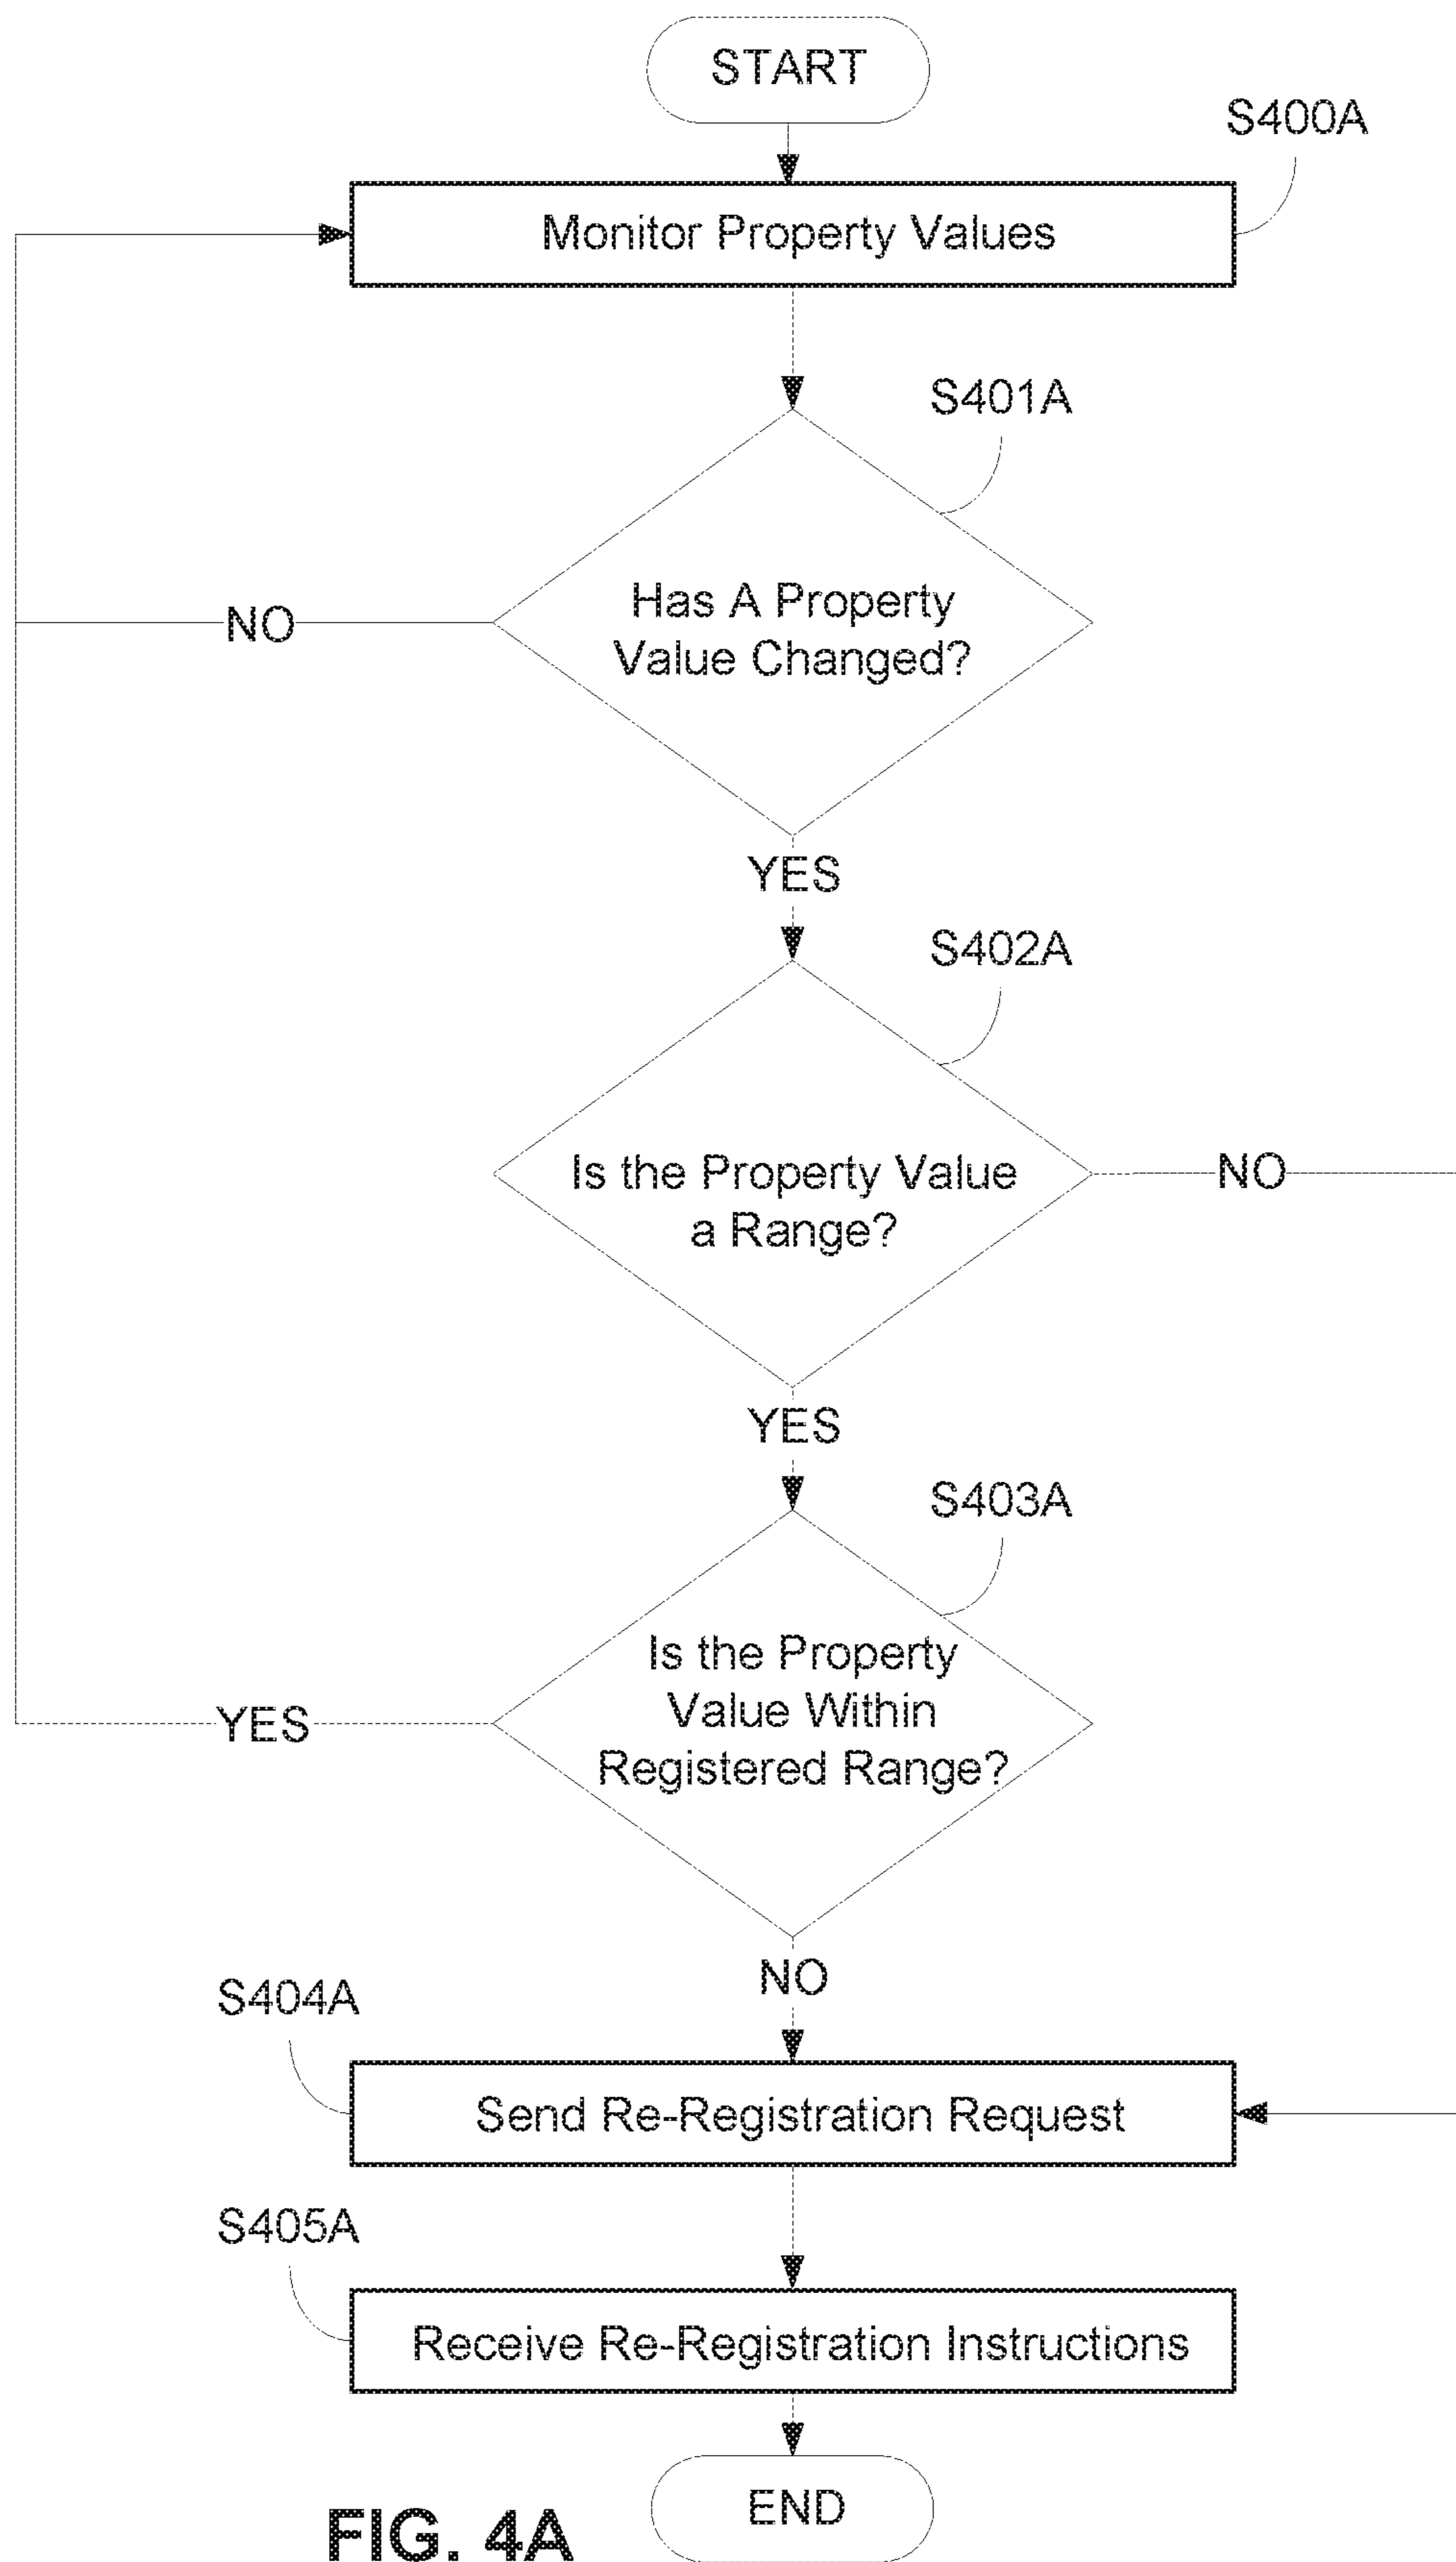 START
S400A
Monitor Property Values
S401A
Has A Property
Value Changed?
NO
YES
S402A
Is the Property Value
a Range?
NO
YES
S403A
Is the Property
Value Within
Registered Range?
YES
NO
S404A
Send Re-Registration Request
S405A
Receive Re-Registration Instructions
END
FIG. 4A